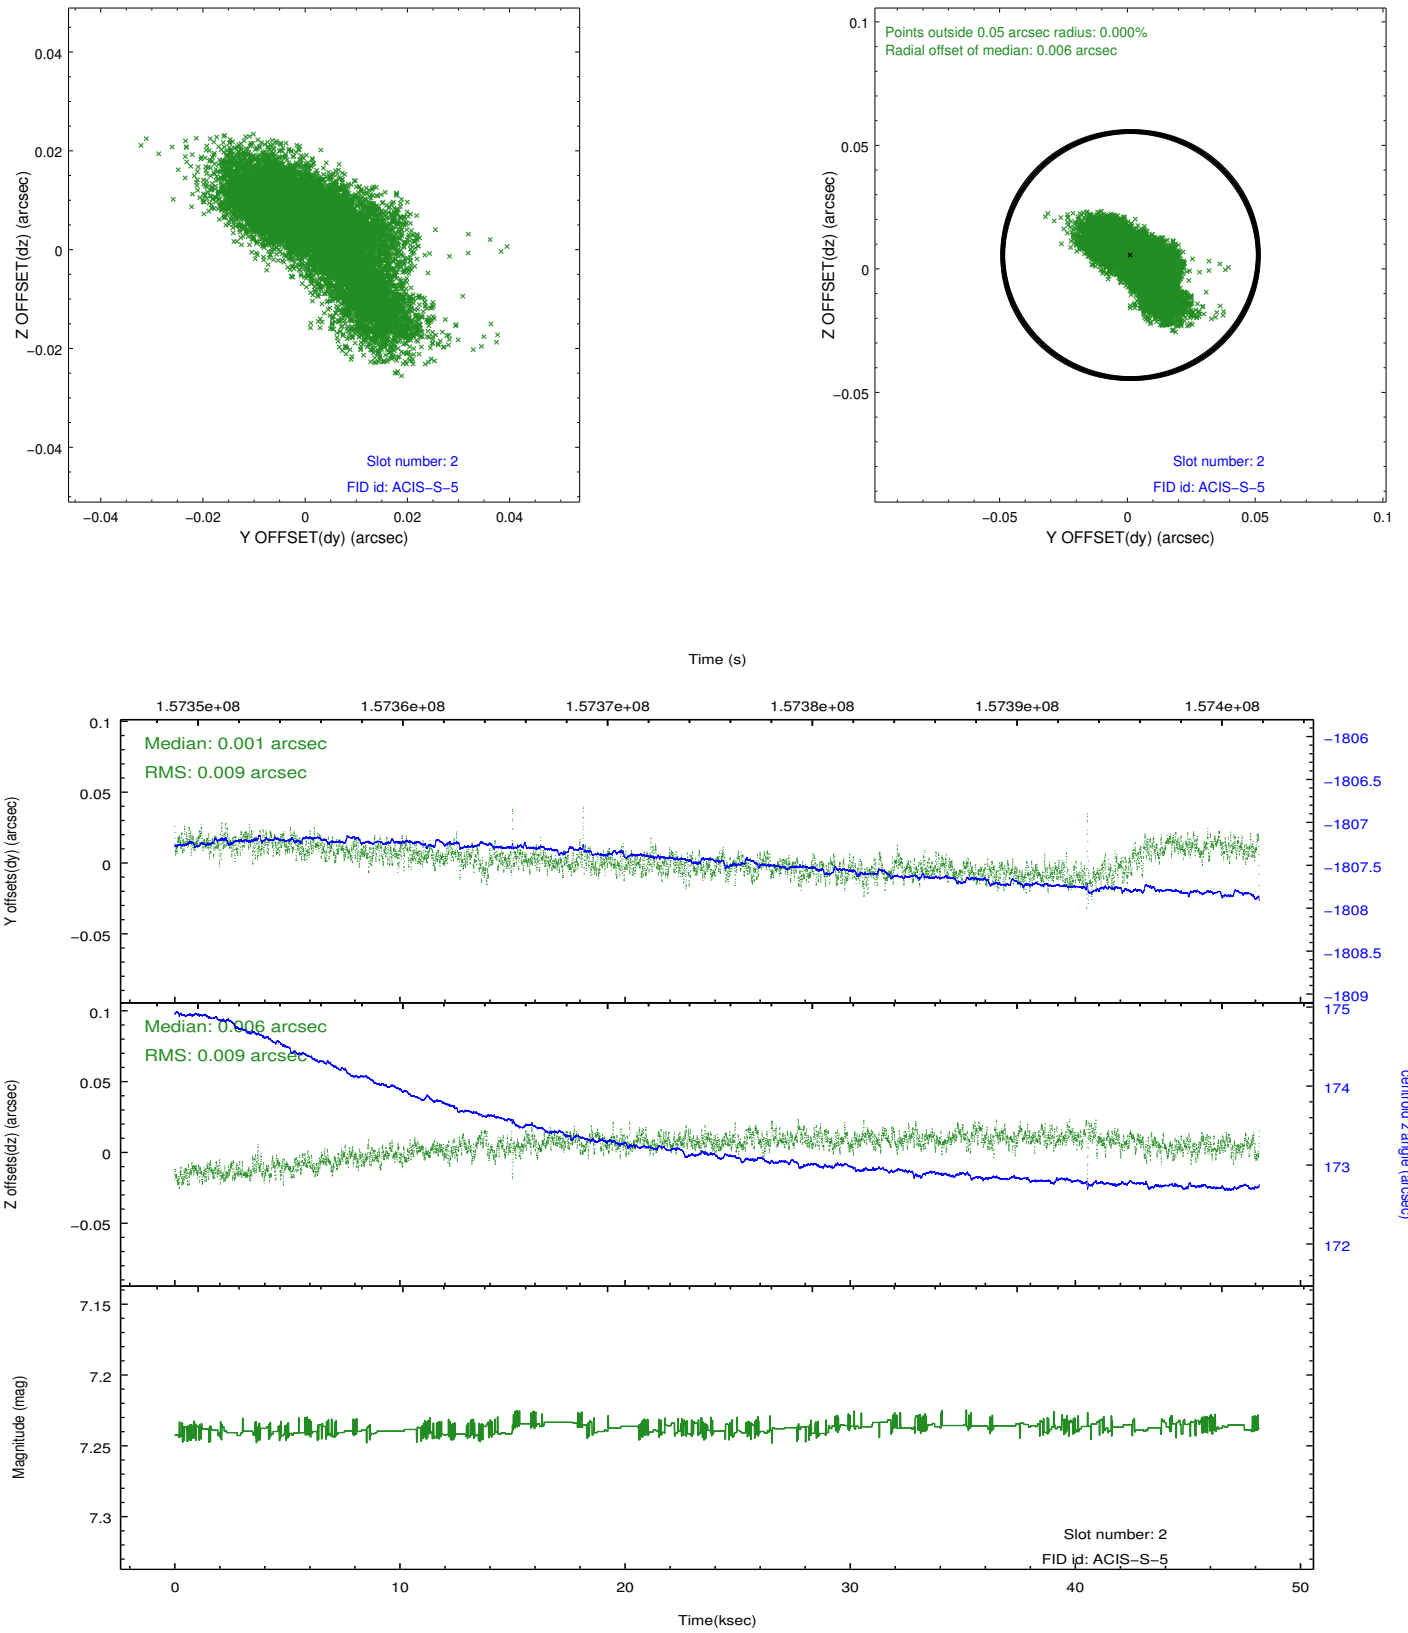 0.04
0.02
0
−0.02
−0.04
Z OFFSET(dz) (arcsec)
Slot number: 2
FID id: ACIS−S−5
−0.04 −0.02 0 0.02 0.04
Y OFFSET(dy) (arcsec)
Points outside 0.05 arcsec radius: 0.000%
Radial offset of median: 0.006 arcsec
0.1
0.05
0
−0.05
Z OFFSET(dz) (arcsec)
Slot number: 2
FID id: ACIS−S−5
−0.05 0 0.05 0.1
Y OFFSET(dy) (arcsec)
Time (s)
1.5735e+08 1.5736e+08 1.5737e+08 1.5738e+08 1.5739e+08 1.574e+08
Median: 0.001 arcsec
RMS: 0.009 arcsec
0.1
0.05
0
−0.05
Y offsets(dy) (arcsec)
−1806
−1806.5
−1807
−1807.5
−1808
−1808.5
−1809
Median: 0.006 arcsec
RMS: 0.009 arcsec
0.1
0.05
0
−0.05
Z offsets(dz) (arcsec)
175
174
173
172
centroid z angle (arcsec)
7.15
7.2
7.25
7.3
Magnitude (mag)
Slot number: 2
FID id: ACIS−S−5
0 10 20 30 40 50
Time(ksec)